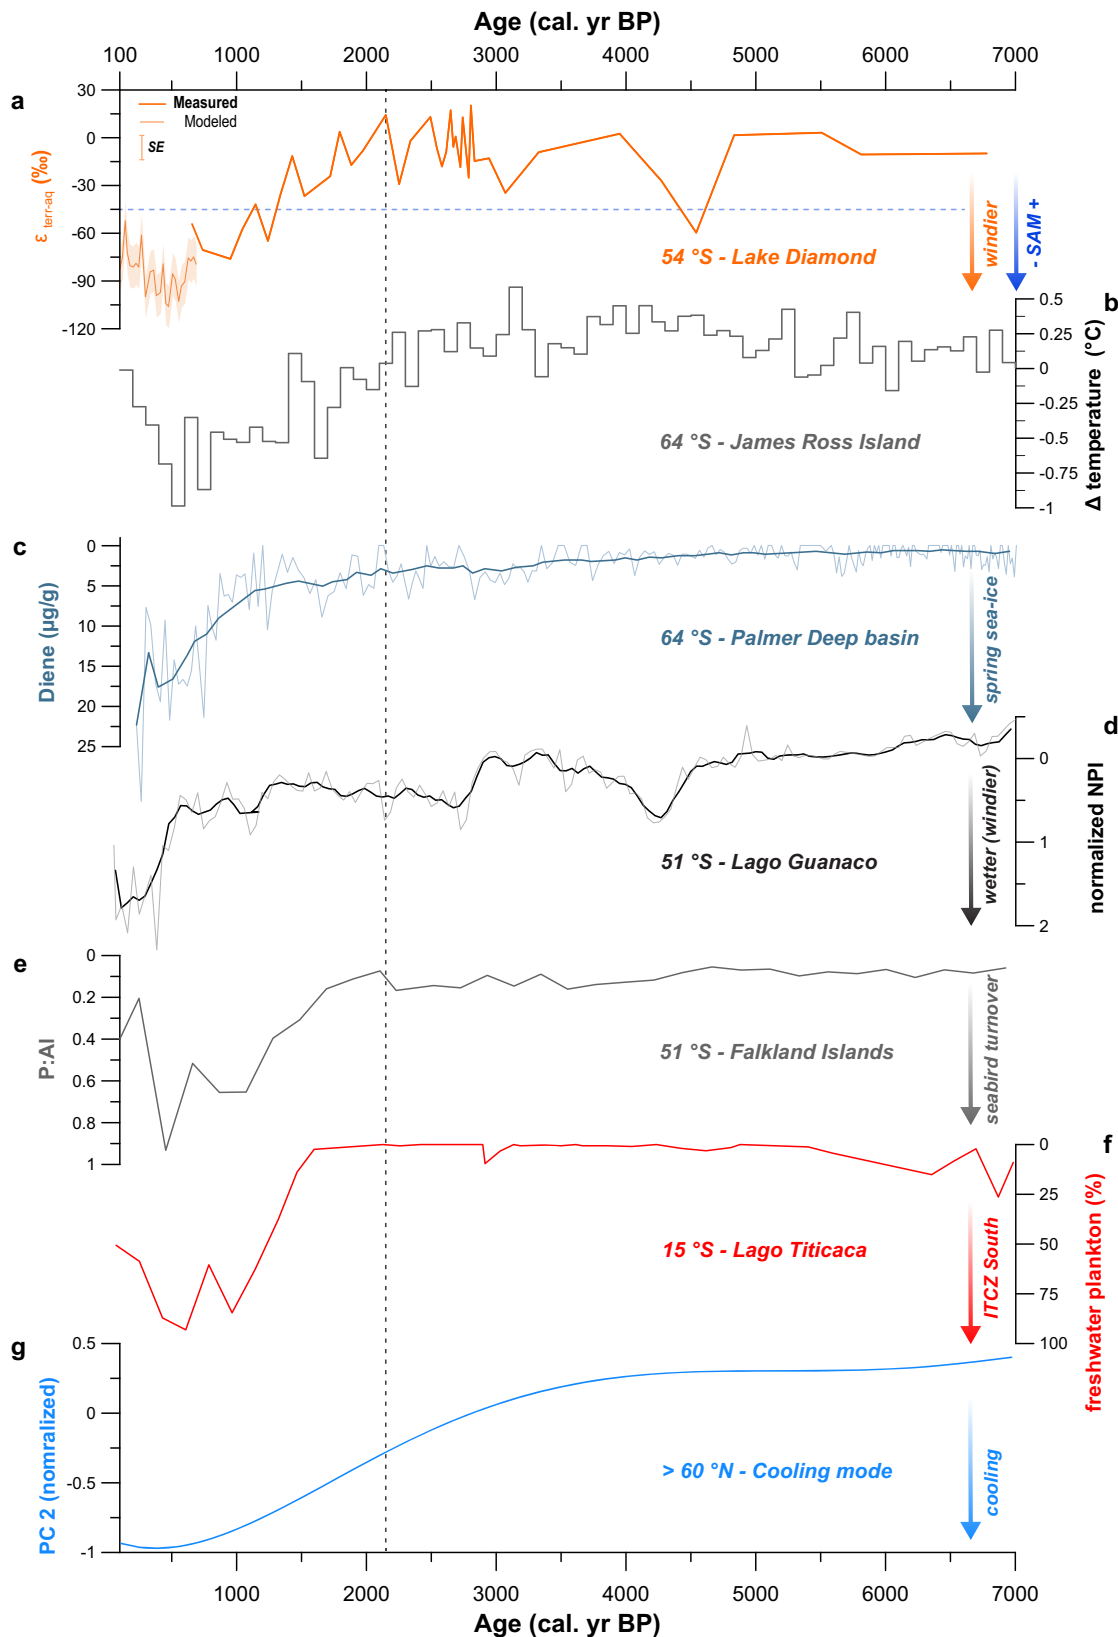 Age (cal. yr BP)
100 1000 2000 3000 4000 5000 6000 7000
a
30
0
-30
-60
-90
-120
ε terr-aq (‰)
Measured
Modeled
SE
54 °S - Lake Diamond
windier
- SAM +
b
0.5
0.25
0
-0.25
-0.5
-0.75
-1
Δ temperature (°C)
64 °S - James Ross Island
c
0
5
10
15
20
25
Diene (µg/g)
64 °S - Palmer Deep basin
spring sea-ice
d
0
1
2
normalized NPI
51 °S - Lago Guanaco
wetter (windier)
e
0
0.2
0.4
0.6
0.8
1
P:Al
51 °S - Falkland Islands
seabird turnover
f
0
25
50
75
100
freshwater plankton (%)
15 °S - Lago Titicaca
ITCZ South
g
0.5
0
-0.5
-1
PC 2 (nomralized)
> 60 °N - Cooling mode
cooling
1000 2000 3000 4000 5000 6000 7000
Age (cal. yr BP)